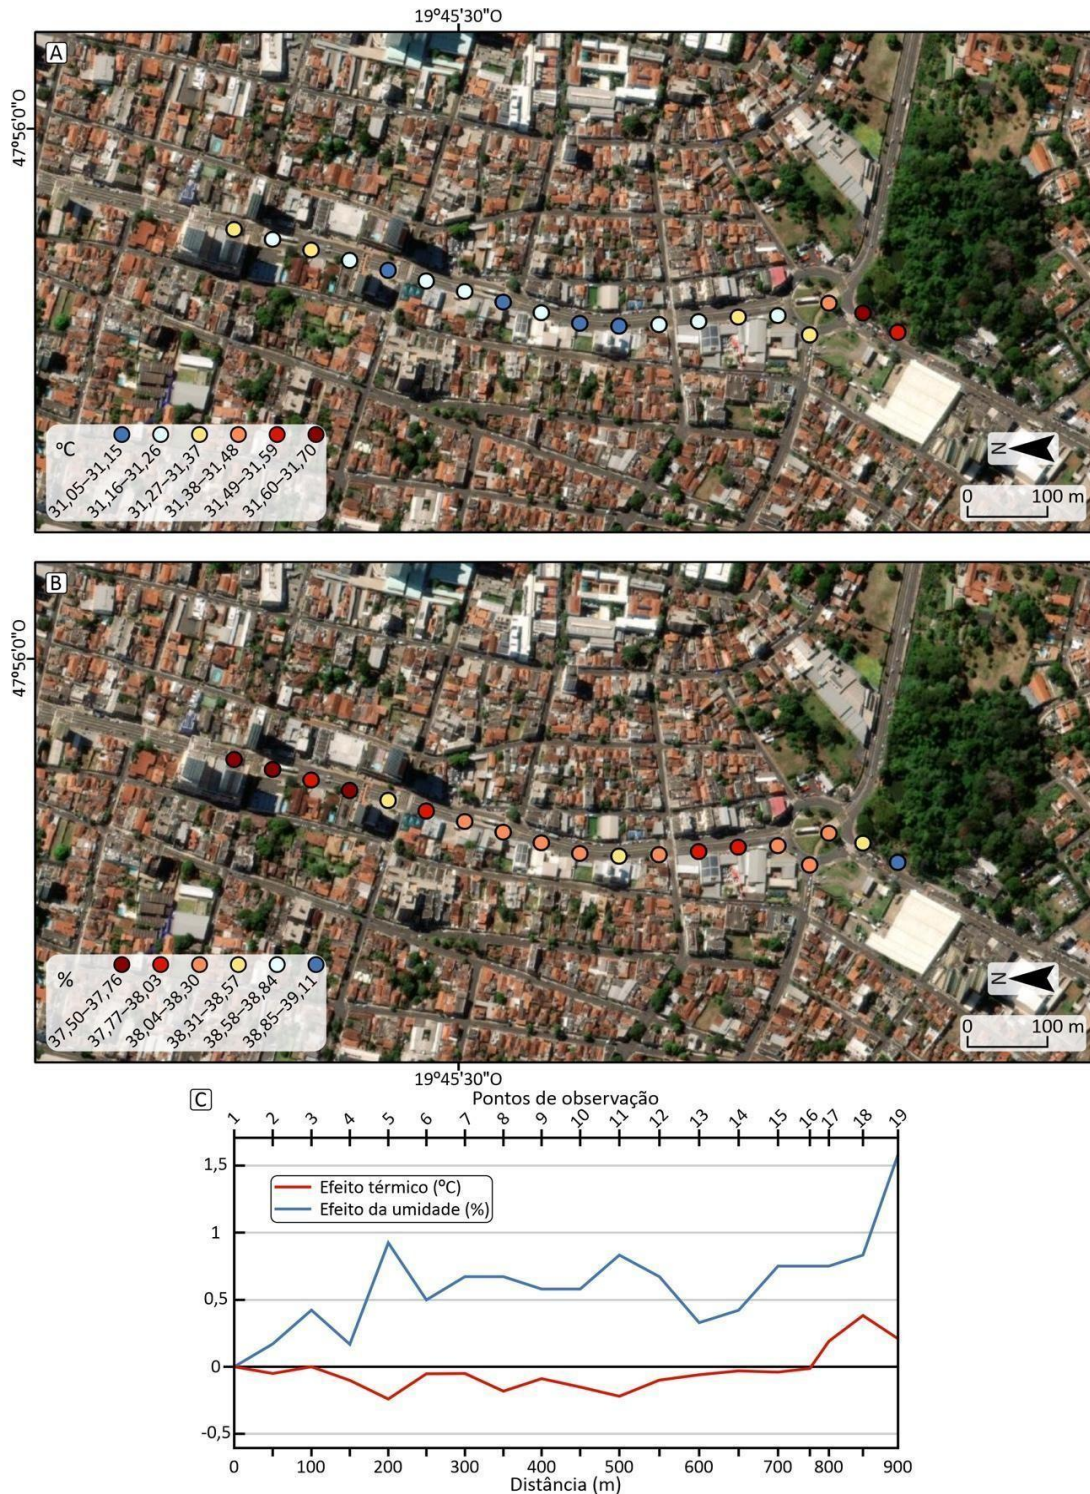 19º45'30"O
A
47º56'0"O
ºC
31,05–31,15
31,16–31,26
31,27–31,37
31,38–31,48
31,49–31,59
31,60–31,70
N
0 100 m
B
47º56'0"O
%
37,50–37,76
37,77–38,03
38,04–38,30
38,31–38,57
38,58–38,84
38,85–39,11
N
0 100 m
19º45'30"O
C
Pontos de observação
1 2 3 4 5 6 7 8 9 10 11 12 13 14 15 16 17 18 19
1,5
1
0,5
0
-0,5
Efeito térmico (ºC)
Efeito da umidade (%)
0 100 200 300 400 500 600 700 800 900
Distância (m)